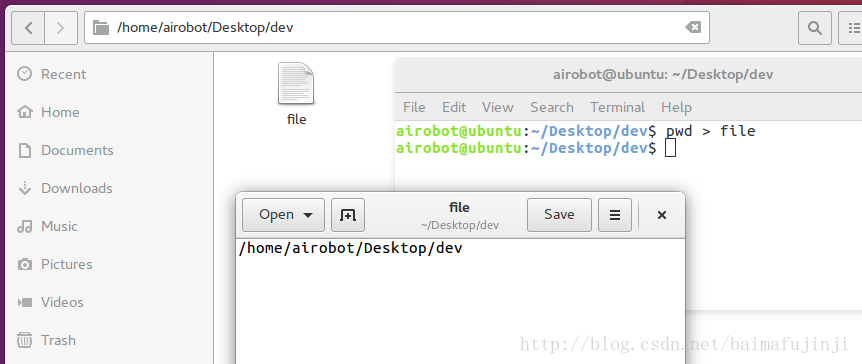 /home/airobot/Desktop/dev
Recent
Home
Documents
Downloads
Music
Pictures
Videos
Trash
file
airobot@ubuntu: ~/Desktop/dev
File Edit View Search Terminal Help
airobot@ubuntu:~/Desktop/dev$ pwd > file
airobot@ubuntu:~/Desktop/dev$
Open
file
~/Desktop/dev
Save
/home/airobot/Desktop/dev
http://blog.csdn.net/baimafujinji